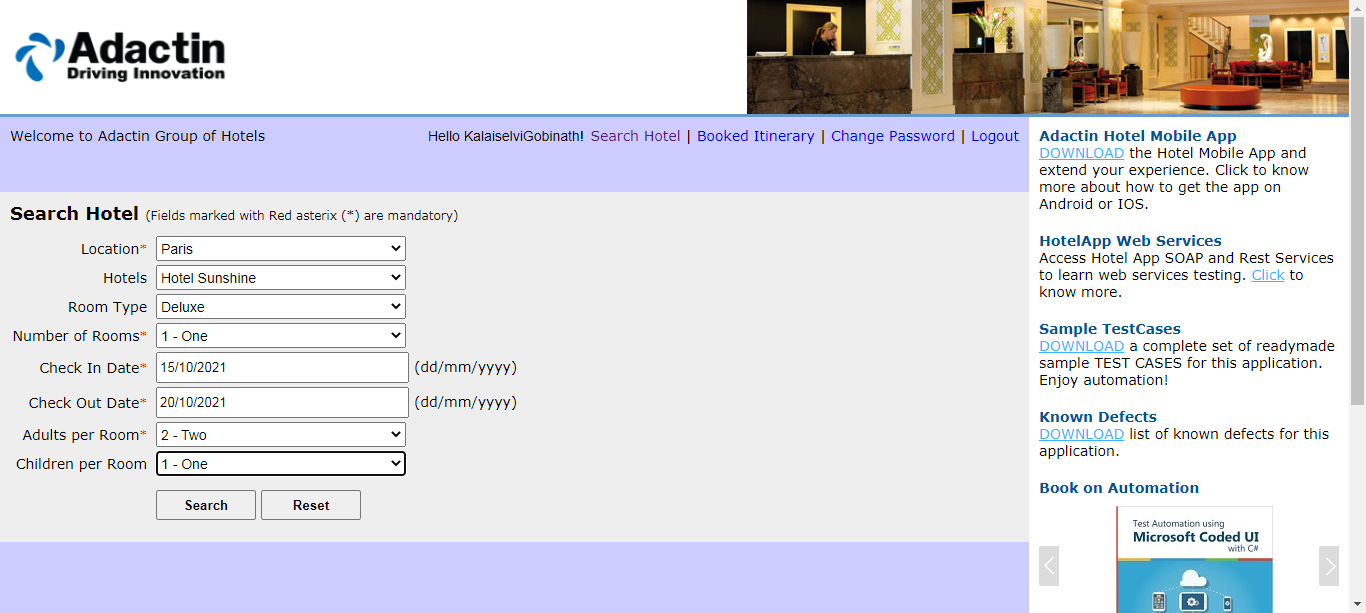 Adactin
Driving Innovation
Welcome to Adactin Group of Hotels
Hello KalaiselviGobinath! Search Hotel | Booked Itinerary | Change Password | Logout
Search Hotel (Fields marked with Red asterix (*) are mandatory)
Location* Paris
Hotels Hotel Sunshine
Room Type Deluxe
Number of Rooms* 1 - One
Check In Date* 15/10/2021 (dd/mm/yyyy)
Check Out Date* 20/10/2021 (dd/mm/yyyy)
Adults per Room* 2 - Two
Children per Room 1 - One
Search Reset
Adactin Hotel Mobile App
DOWNLOAD the Hotel Mobile App and
extend your experience. Click to know
more about how to get the app on
Android or IOS.
HotelApp Web Services
Access Hotel App SOAP and Rest Services
to learn web services testing. Click to
know more.
Sample TestCases
DOWNLOAD a complete set of readymade
sample TEST CASES for this application.
Enjoy automation!
Known Defects
DOWNLOAD list of known defects for this
application.
Book on Automation
Test Automation using
Microsoft Coded UI
with C#